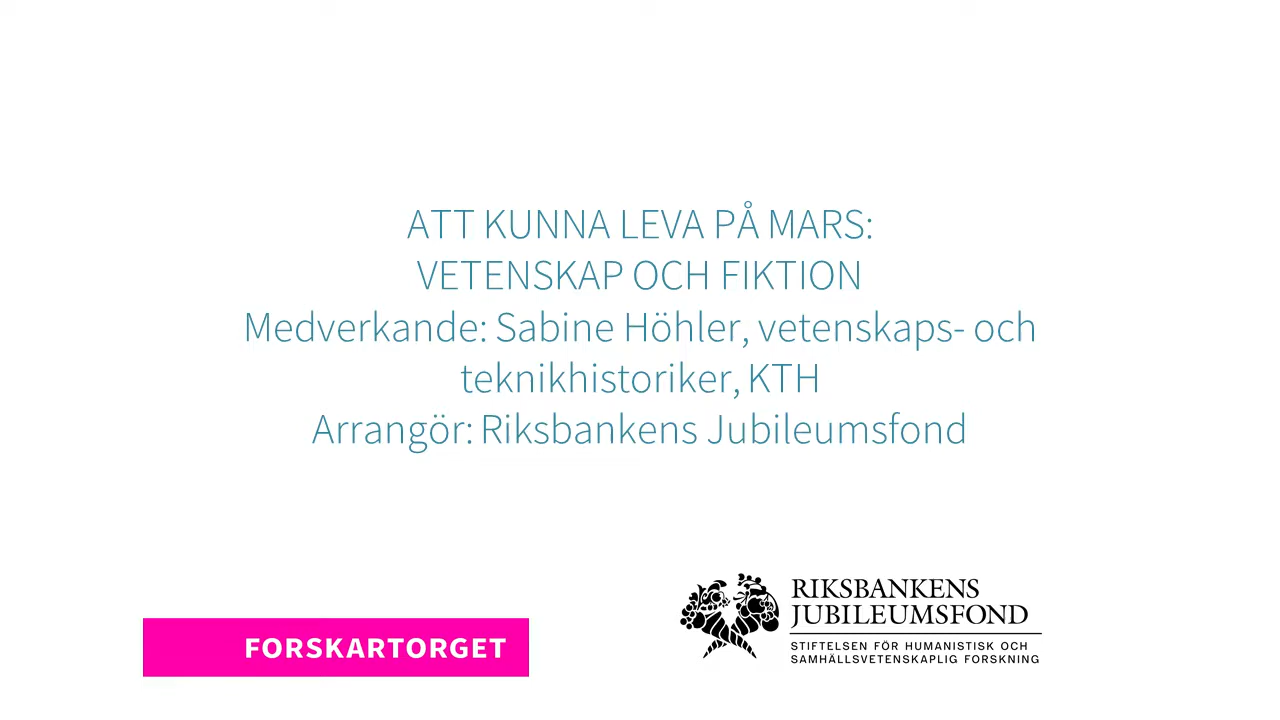 ATT KUNNA LEVA PÅ MARS:
VETENSKAP OCH FIKTION
Medverkande: Sabine Höhler, vetenskaps- och
teknikhistoriker, KTH
Arrangör: Riksbankens Jubileumsfond
FORSKARTORGET
RIKSBANKENS
JUBILEUMSFOND
STIFTELSEN FÖR HUMANISTISK OCH
SAMHÄLLSVETENSKAPLIG FORSKNING